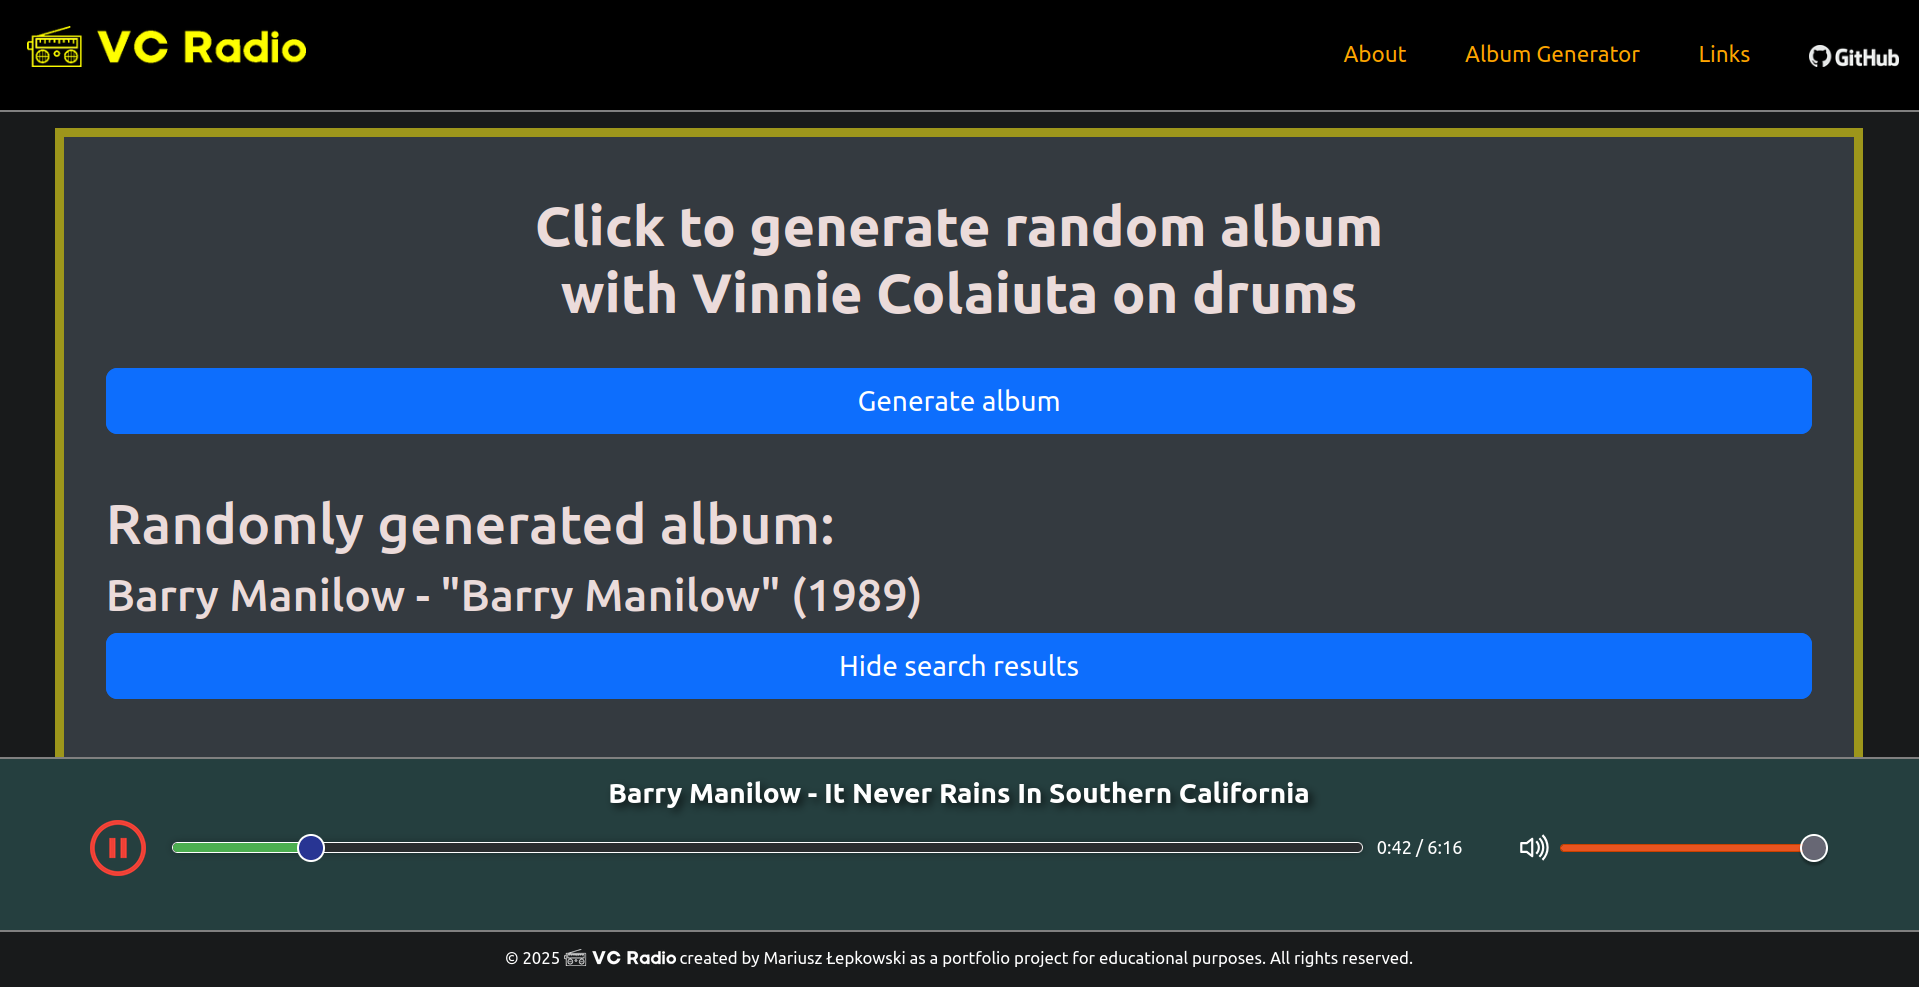 VC Radio
About
Album Generator
Links
GitHub
Click to generate random album
with Vinnie Colaiuta on drums
Generate album
Randomly generated album:
Barry Manilow - "Barry Manilow" (1989)
Hide search results
Barry Manilow - It Never Rains In Southern California
0:42 / 6:16
© 2025 VC Radio created by Mariusz Łepkowski as a portfolio project for educational purposes. All rights reserved.